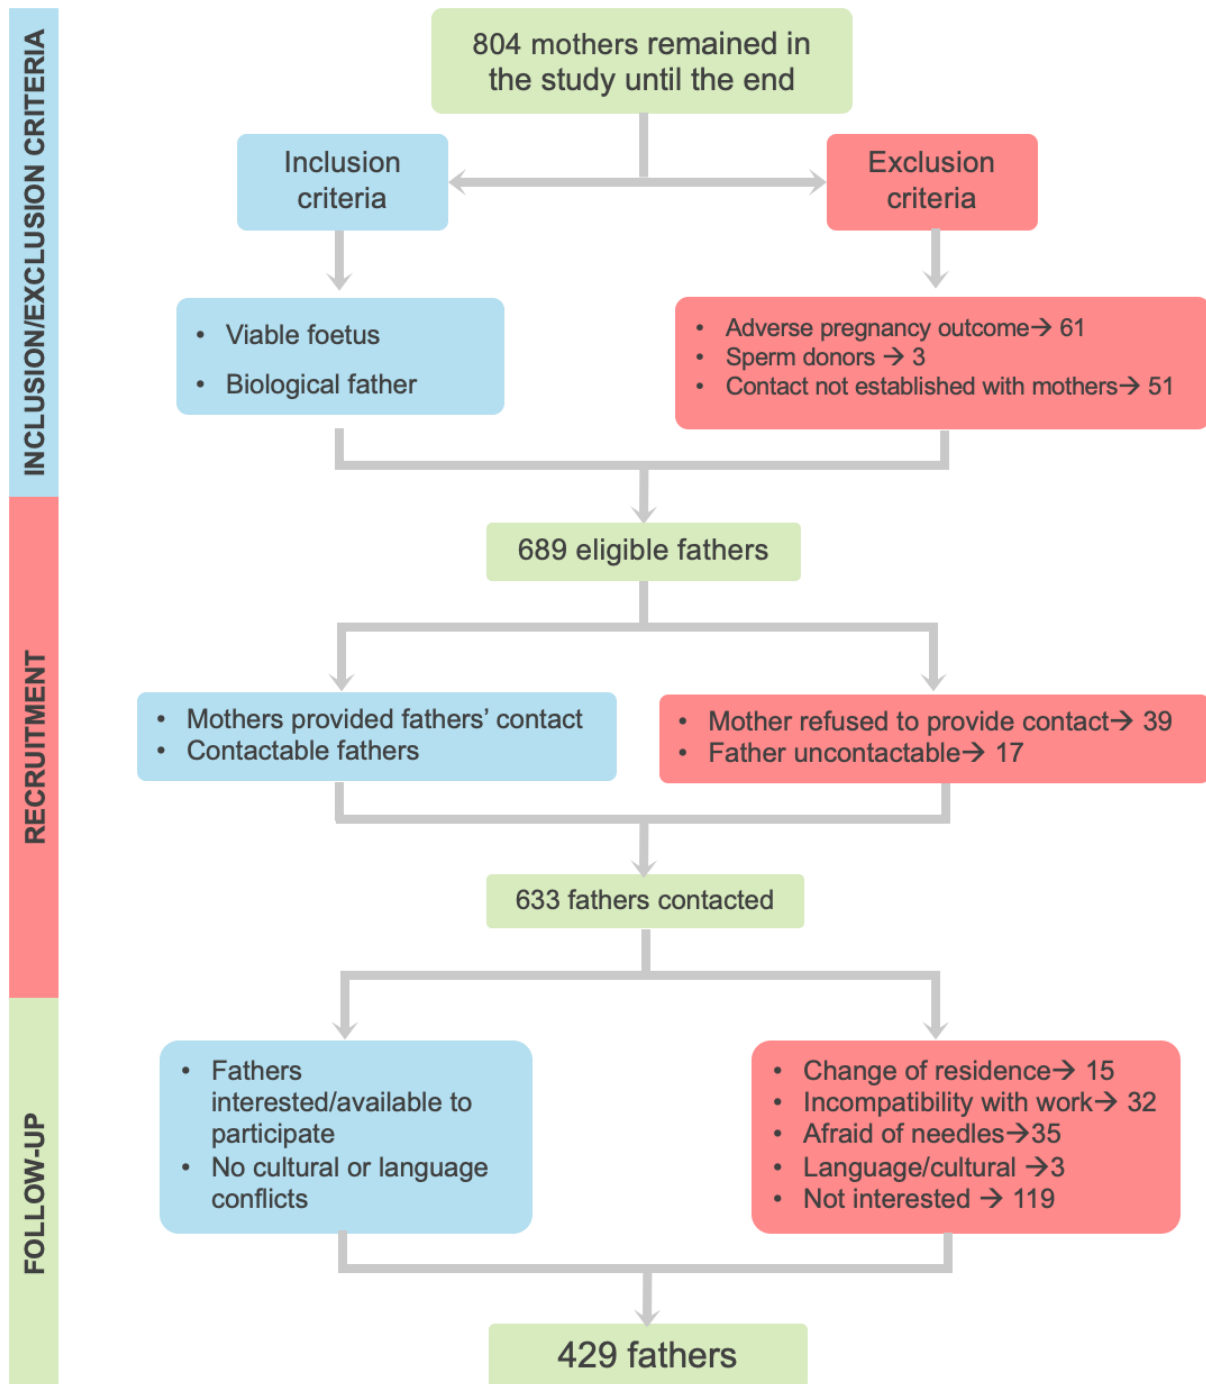 INCLUSION/EXCLUSION CRITERIA
804 mothers remained in
the study until the end
Inclusion
criteria
Exclusion
criteria
• Viable foetus
• Biological father
• Adverse pregnancy outcome→ 61
• Sperm donors → 3
• Contact not established with mothers→ 51
RECRUITMENT
689 eligible fathers
• Mothers provided fathers’ contact
• Contactable fathers
• Mother refused to provide contact→ 39
• Father uncontactable→ 17
633 fathers contacted
FOLLOW-UP
• Fathers
interested/available to
participate
• No cultural or language
conflicts
• Change of residence→ 15
• Incompatibility with work→ 32
• Afraid of needles→35
• Language/cultural →3
• Not interested → 119
429 fathers